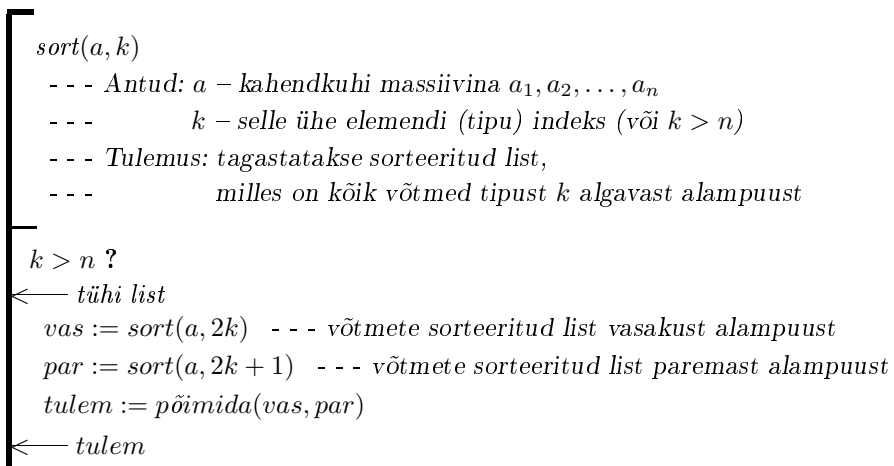 sort(a, k)
- - - Antud: a – kahendkuhi massiivina a₁, a₂, . . . , aₙ
- - - k – selle ühe elemendi (tipu) indeks (või k > n)
- - - Tulemus: tagastatakse sorteeritud list,
- - - milles on kõik võtmed tipust k algavast alampuust
k > n ?
tühi list
vas := sort(a, 2k) - - - võtmete sorteeritud list vasakust alampuust
par := sort(a, 2k + 1) - - - võtmete sorteeritud list paremast alampuust
tulem := põimida(vas, par)
tulem